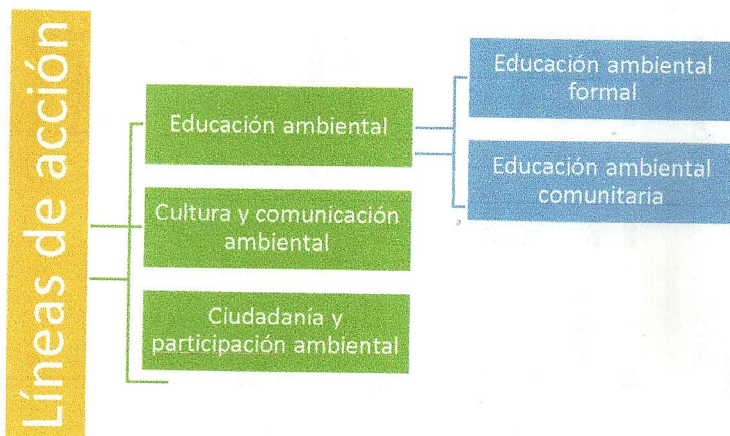 Líneas de acción
Educación ambiental
Cultura y comunicación
ambiental
Ciudadanía y
participación ambiental
Educación ambiental
formal
Educación ambiental
comunitaria